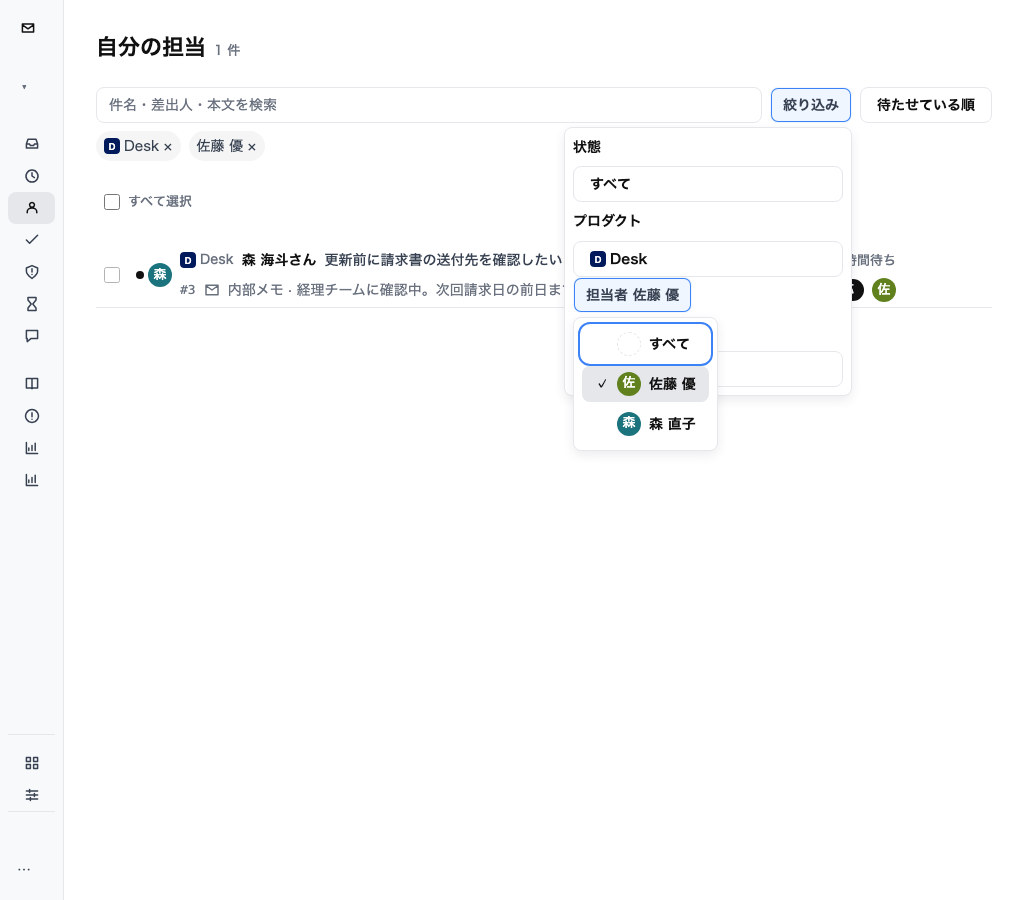 自分の担当 1 件
件名・差出人・本文を検索
絞り込み
待たせている順
D Desk ×
佐藤 優 ×
すべて選択
状態
すべて
プロダクト
D Desk
担当者 佐藤 優
すべて
✓ 佐 佐藤 優
森 森 直子
森
D Desk 森 海斗さん 更新前に請求書の送付先を確認したい
時間待ち
#3 内部メモ · 経理チームに確認中。次回請求日の前日ま
佐